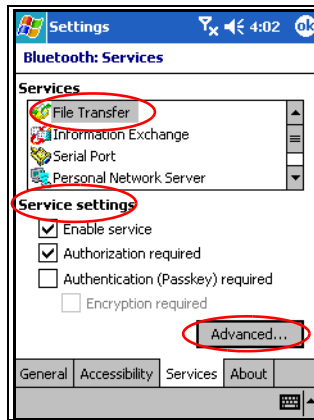 Settings 4:02 ok
Bluetooth: Services
Services
File Transfer
Information Exchange
Serial Port
Personal Network Server
Service settings
Enable service
Authorization required
Authentication (Passkey) required
Encryption required
Advanced...
General Accessibility Services About